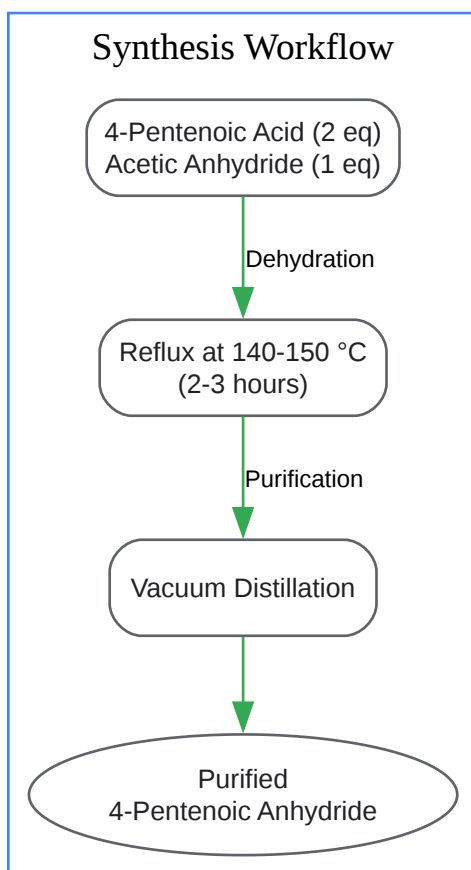 Synthesis Workflow
4-Pentenoic Acid (2 eq)
Acetic Anhydride (1 eq)
Dehydration
Reflux at 140-150 °C
(2-3 hours)
Purification
Vacuum Distillation
Purified
4-Pentenoic Anhydride